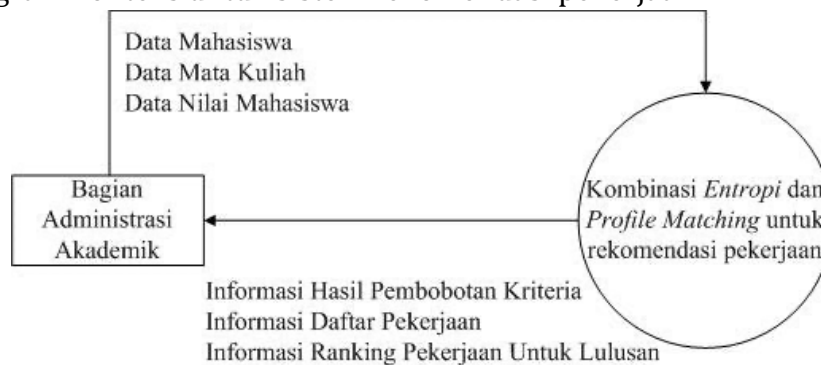 Data Mahasiswa
Data Mata Kuliah
Data Nilai Mahasiswa
Bagian
Administrasi
Akademik
Kombinasi Entropi dan
Profile Matching untuk
rekomendasi pekerjaan
Informasi Hasil Pembobotan Kriteria
Informasi Daftar Pekerjaan
Informasi Ranking Pekerjaan Untuk Lulusan